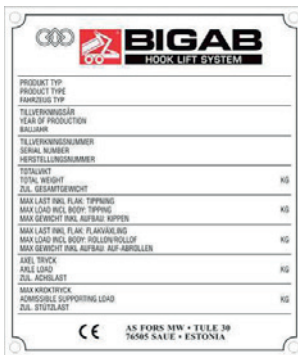 BIGAB
HOOK LIFT SYSTEM
PRODUKT TYP
PRODUCT TYPE
FAHRZEUG TYP
TILLVERKNINGSÅR
YEAR OF PRODUCTION
BAUJAHR
TILLVERKNINGSNUMMER
SERIAL NUMBER
HERSTELLUNGSNUMMER
TOTALVIKT
TOTAL WEIGHT KG
ZUL. GESAMTGEWICHT
MAX LAST INKL FLAK: TIPPNING
MAX LOAD INCL BODY: TIPPING KG
MAX GEWICHT INKL AUFBAU: KIPPEN
MAX LAST INKL FLAK: FLAKVÄXLING
MAX LOAD INCL BODY: ROLLON/ROLLOF KG
MAX GEWICHT INKL AUFBAU: AUF-ABROLLEN
AXEL TRYCK
AXLE LOAD KG
ZUL. ACHSLAST
MAX KROKTRYCK
ADMISSIBLE SUPPORTING LOAD KG
ZUL. STÜTZLAST
CE AS FORS MW • TULE 30
76505 SAUE • ESTONIA